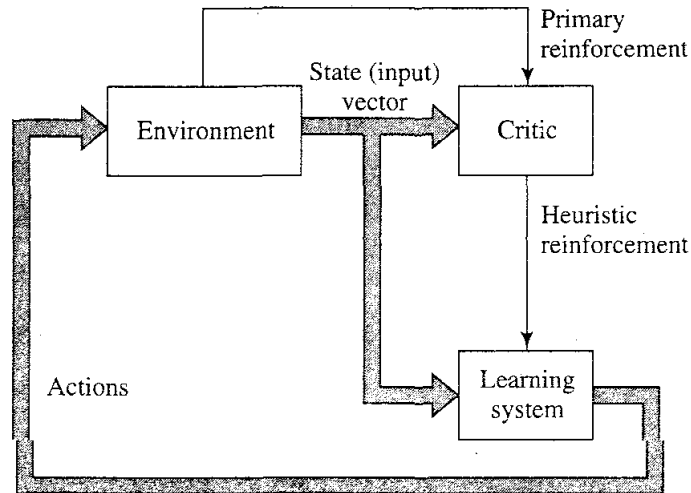 Primary
reinforcement
State (input)
vector
Environment
Critic
Heuristic
reinforcement
Actions
Learning
system